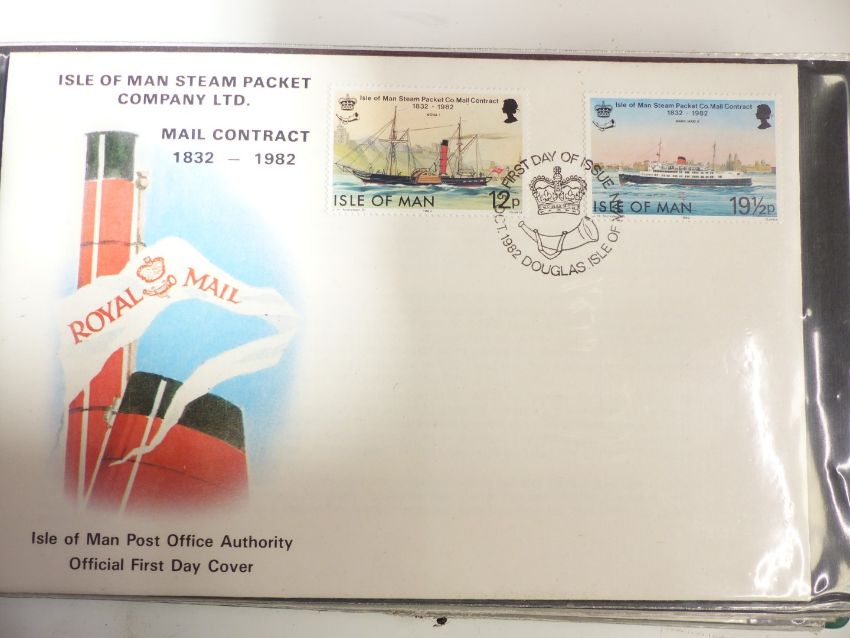 ISLE OF MAN STEAM PACKET
COMPANY LTD.
MAIL CONTRACT
1832 – 1982
ROYAL MAIL
Isle of Man Post Office Authority
Official First Day Cover
Isle of Man Steam Packet Co. Mail Contract
1832 - 1982
MONA I
ISLE OF MAN
12p
Isle of Man Steam Packet Co. Mail Contract
1832 - 1982
ISLE OF MAN
19½p
FIRST DAY OF ISSUE
OCT. 1982 DOUGLAS. ISLE OF